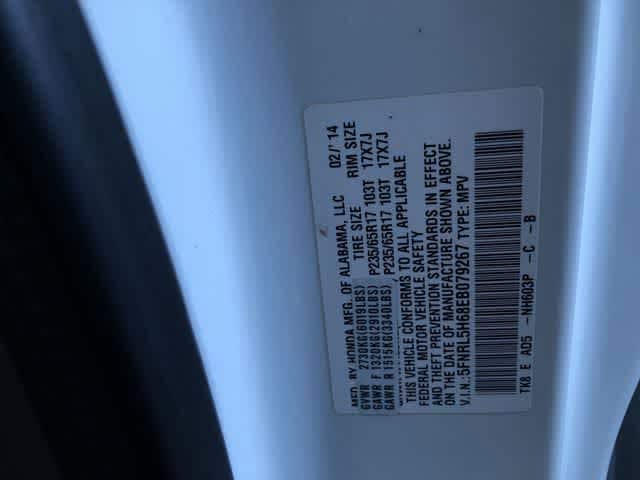 MFD. BY HONDA MFG. OF ALABAMA, LLC 02/'14
GVWR 2730KG(6019LBS) TIRE SIZE RIM SIZE
GAWR F 1320KG(2910LBS) P235/65R17 103T 17X7J
GAWR R 1515KG(3340LBS) P235/65R17 103T 17X7J
THIS VEHICLE CONFORMS TO ALL APPLICABLE
FEDERAL MOTOR VEHICLE SAFETY
AND THEFT PREVENTION STANDARDS IN EFFECT
ON THE DATE OF MANUFACTURE SHOWN ABOVE.
V.I.N.:5FNRL5H68EB079267 TYPE: MPV
TK8 E A05 -NH603P -C -B